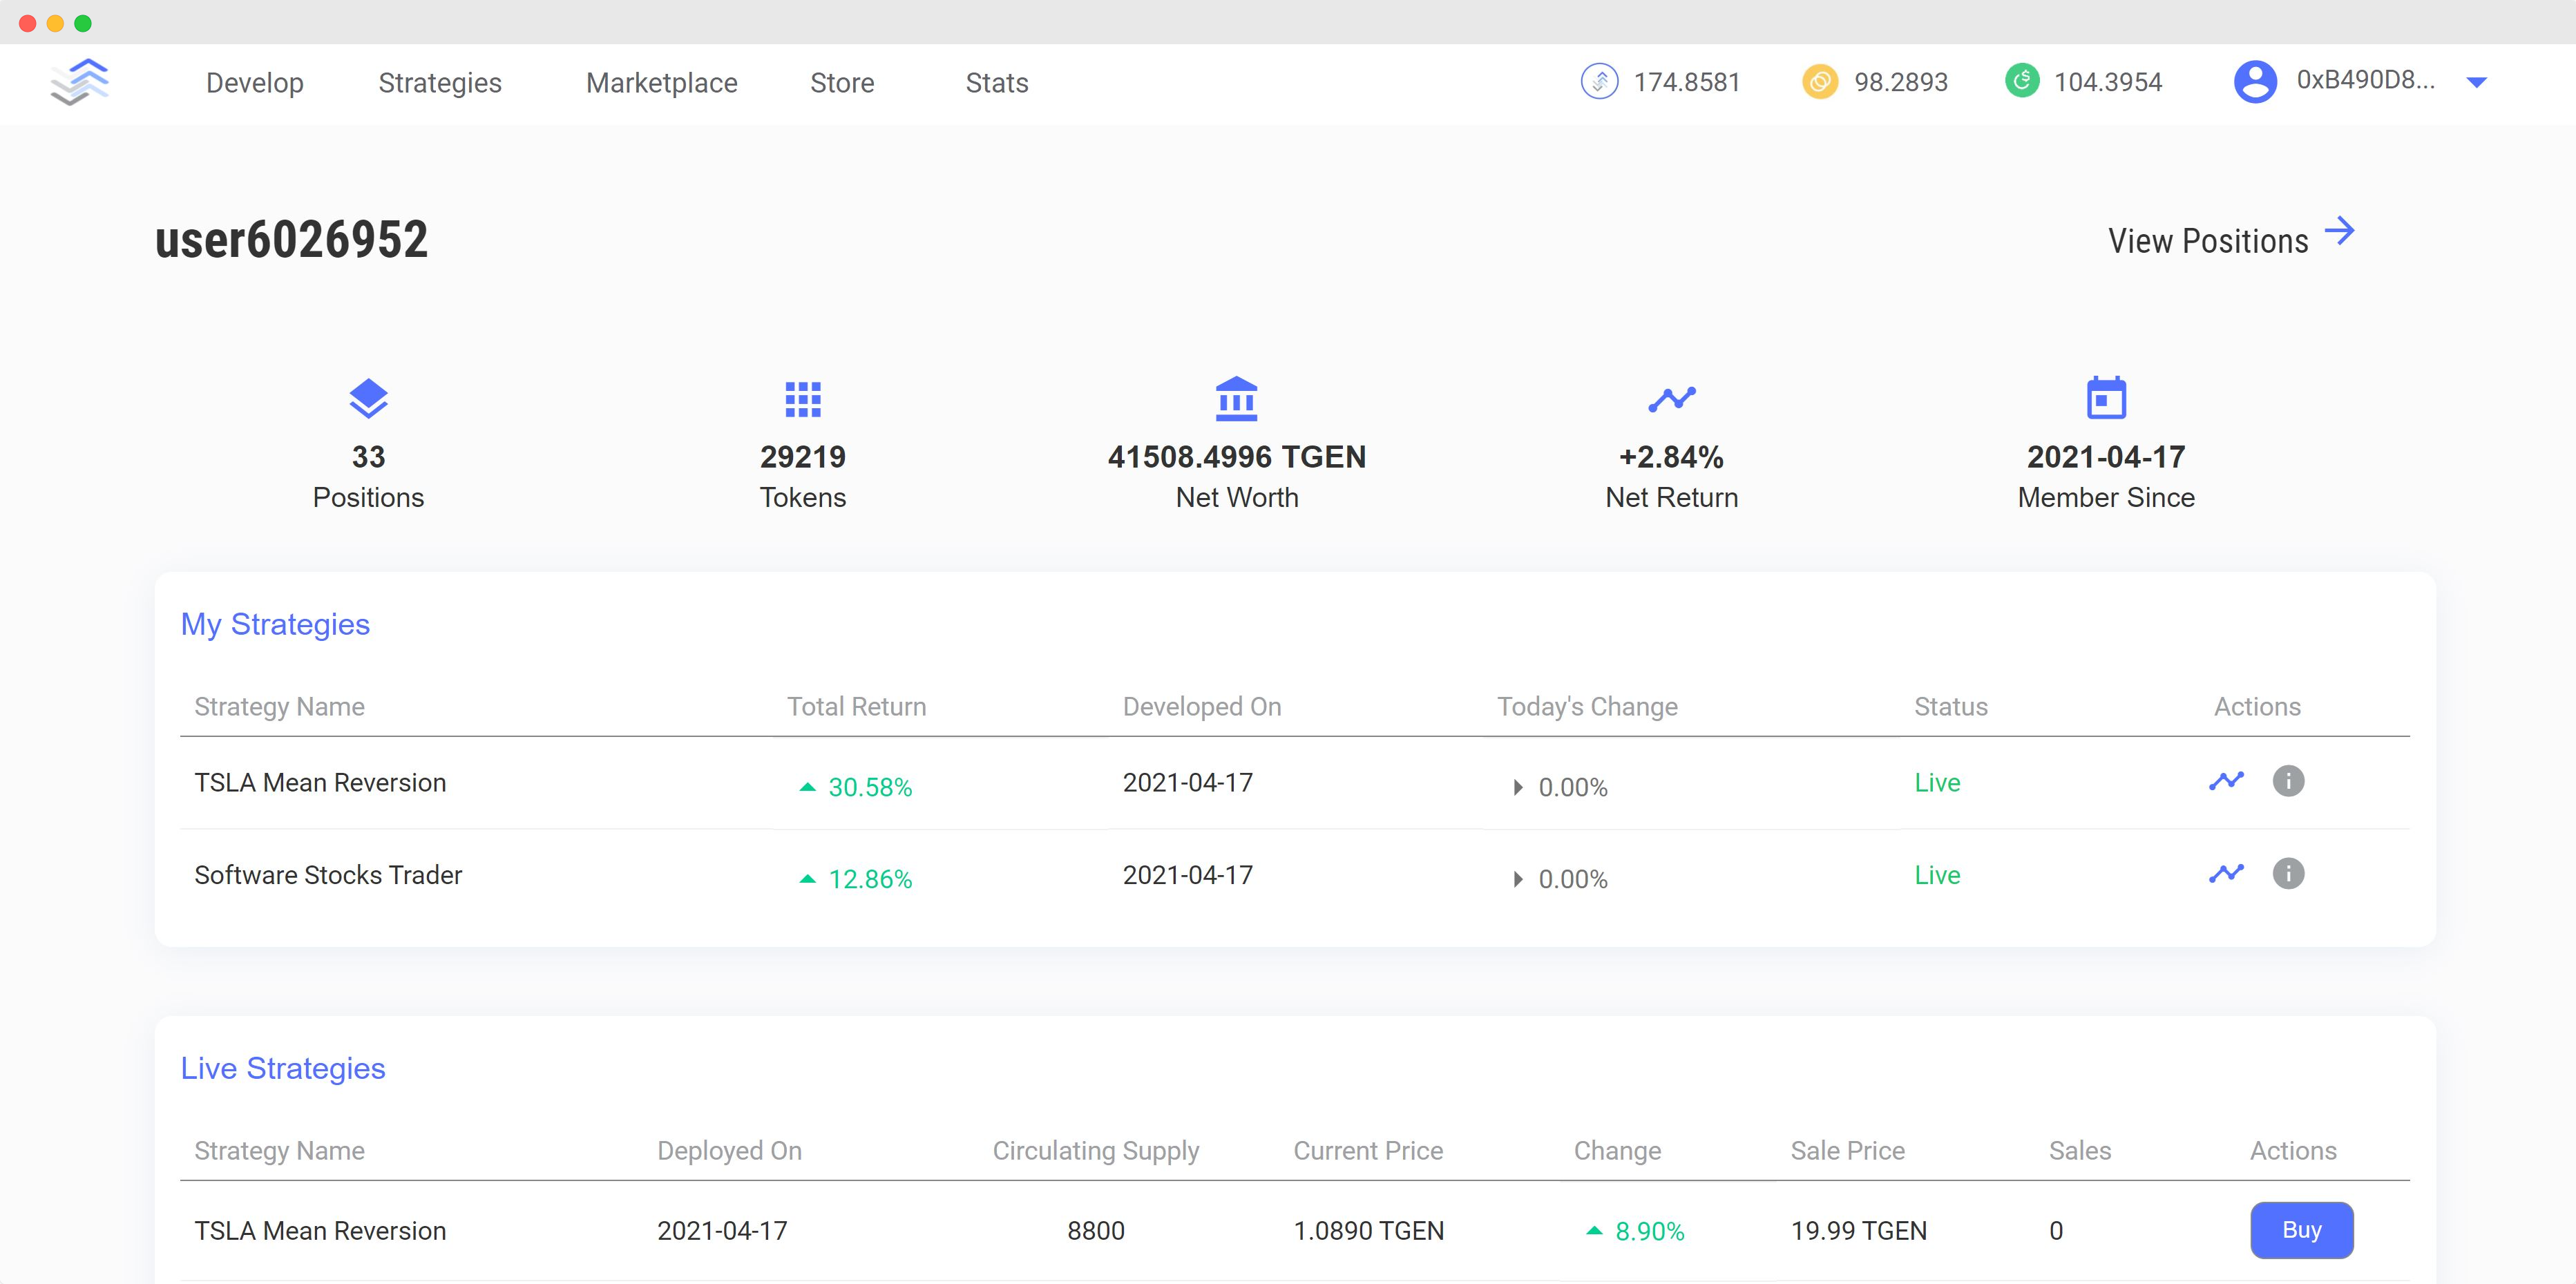 Develop Strategies Marketplace Store Stats 174.8581 98.2893 104.3954 0xB490D8...
user6026952 View Positions
33 29219 41508.4996 TGEN +2.84% 2021-04-17
Positions Tokens Net Worth Net Return Member Since
My Strategies
Strategy Name Total Return Developed On Today's Change Status Actions
TSLA Mean Reversion 30.58% 2021-04-17 0.00% Live
Software Stocks Trader 12.86% 2021-04-17 0.00% Live
Live Strategies
Strategy Name Deployed On Circulating Supply Current Price Change Sale Price Sales Actions
TSLA Mean Reversion 2021-04-17 8800 1.0890 TGEN 8.90% 19.99 TGEN 0 Buy